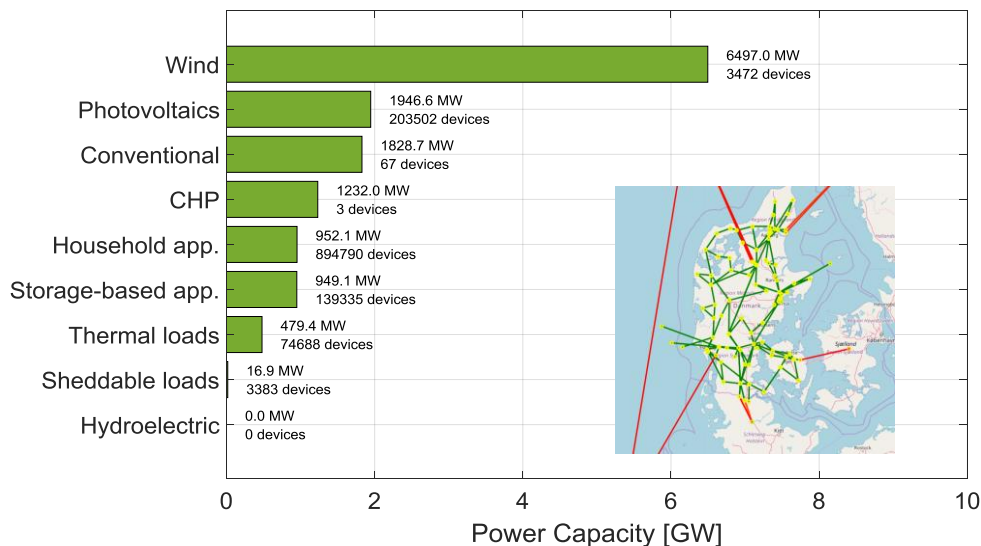 Wind
6497.0 MW
3472 devices
Photovoltaics
1946.6 MW
203502 devices
Conventional
1828.7 MW
67 devices
CHP
1232.0 MW
3 devices
Household app.
952.1 MW
894790 devices
Storage-based app.
949.1 MW
139335 devices
Thermal loads
479.4 MW
74688 devices
Sheddable loads
16.9 MW
3383 devices
Hydroelectric
0.0 MW
0 devices
Danmark
Sjælland
Kiel
0
2
4
6
8
10
Power Capacity [GW]